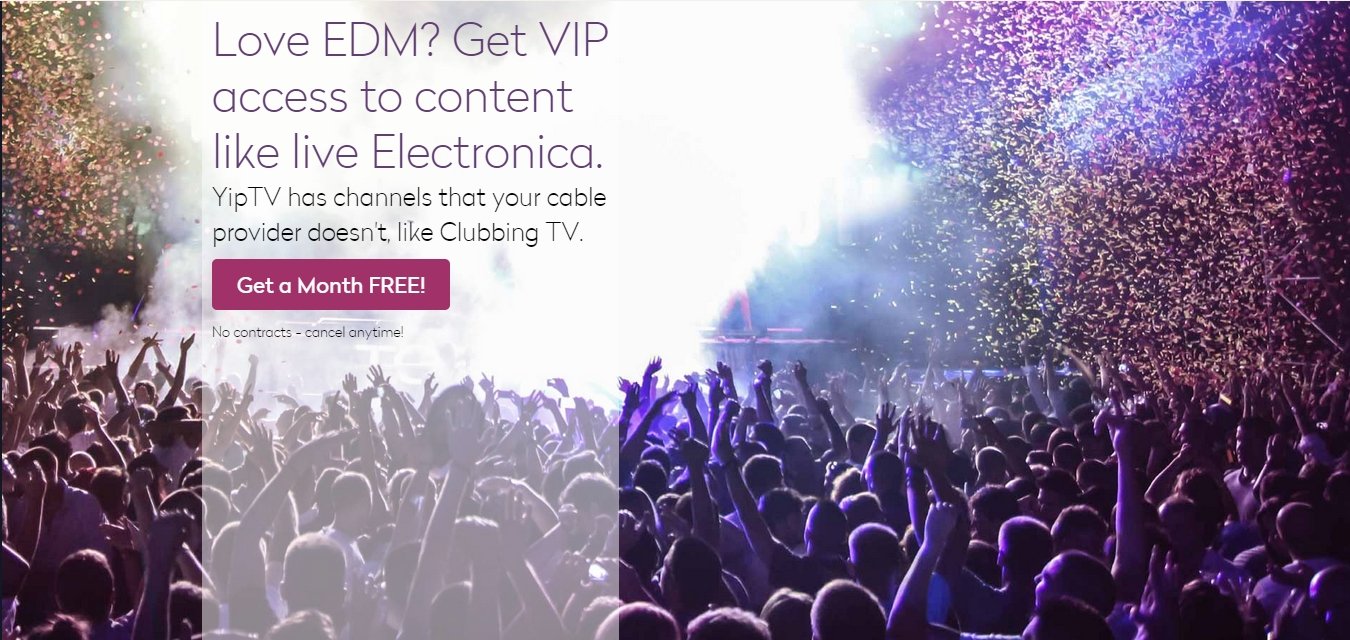 Love EDM? Get VIP
access to content
like live Electronica.
YipTV has channels that your cable
provider doesn't, like Clubbing TV.
Get a Month FREE!
No contracts - cancel anytime!